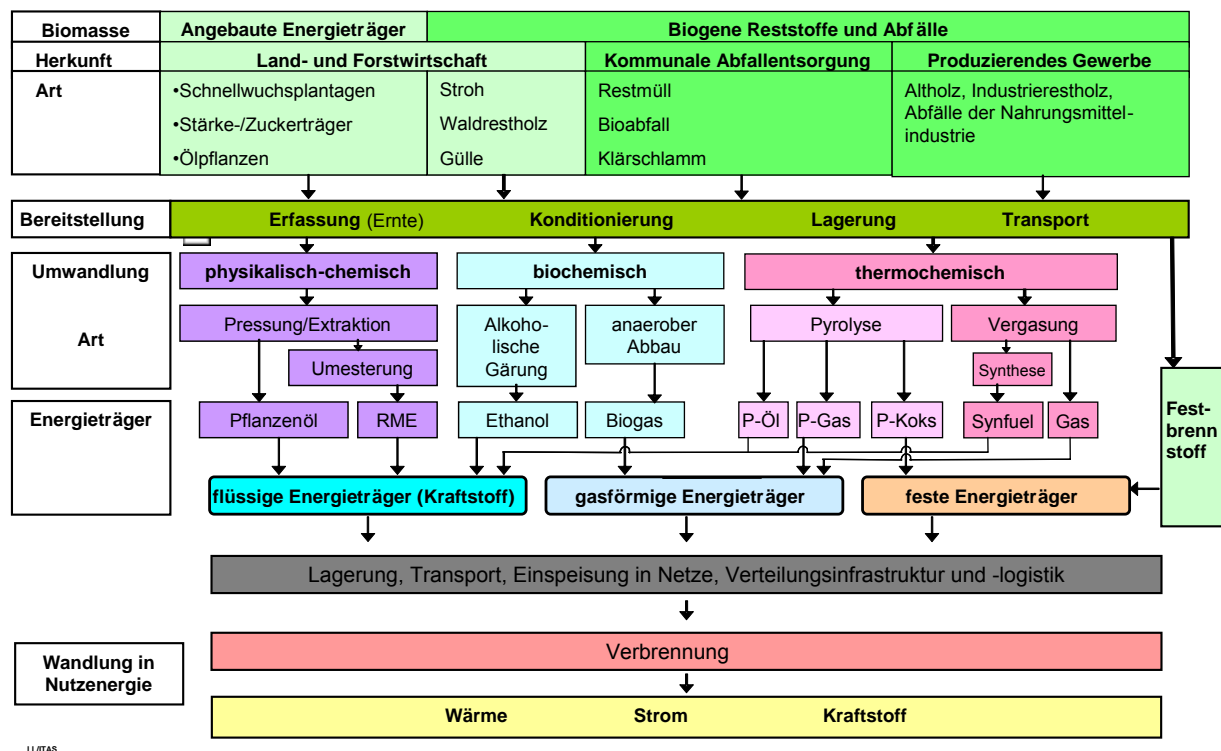 Biomasse
Angebaute Energieträger
Biogene Reststoffe und Abfälle
Herkunft
Land- und Forstwirtschaft
Kommunale Abfallentsorgung
Produzierendes Gewerbe
Art
•Schnellwuchsplantagen
•Stärke-/Zuckerträger
•Ölpflanzen
Stroh
Waldrestholz
Gülle
Restmüll
Bioabfall
Klärschlamm
Altholz, Industrierestholz,
Abfälle der Nahrungsmittel-
industrie
Bereitstellung
Erfassung (Ernte)
Konditionierung
Lagerung
Transport
Umwandlung
Art
physikalisch-chemisch
biochemisch
thermochemisch
Pressung/Extraktion
Umesterung
Alkoho-
lische
Gärung
anaerober
Abbau
Pyrolyse
Vergasung
Synthese
Energieträger
Pflanzenöl
RME
Ethanol
Biogas
P-Öl
P-Gas
P-Koks
Synfuel
Gas
Fest-
brenn
stoff
flüssige Energieträger (Kraftstoff)
gasförmige Energieträger
feste Energieträger
Lagerung, Transport, Einspeisung in Netze, Verteilungsinfrastruktur und -logistik
Wandlung in
Nutzenergie
Verbrennung
Wärme
Strom
Kraftstoff